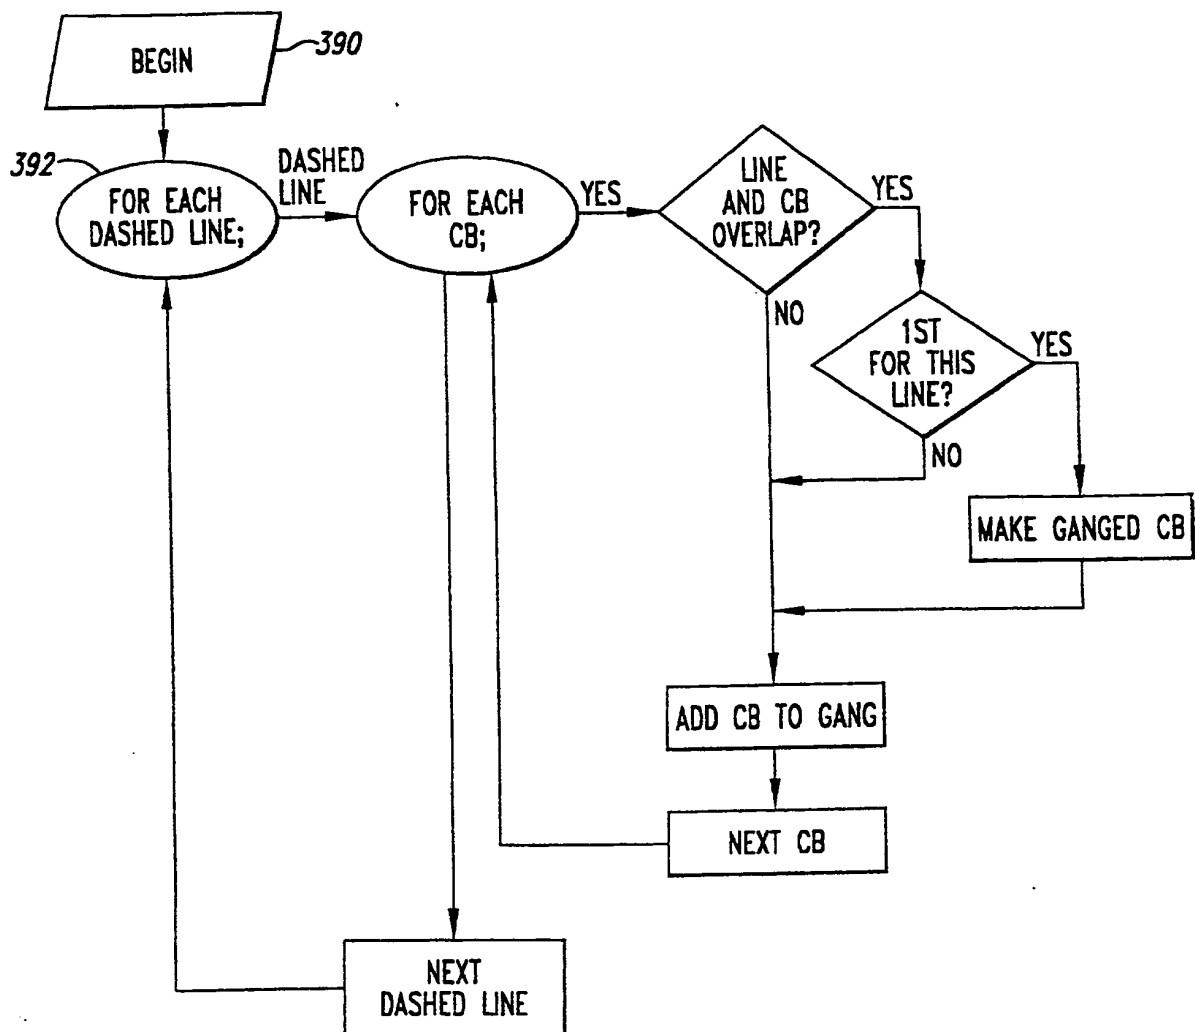 BEGIN
390
392
FOR EACH
DASHED LINE;
DASHED
LINE
FOR EACH
CB;
YES
LINE
AND CB
OVERLAP?
YES
NO
1ST
FOR THIS
LINE?
YES
NO
MAKE GANGED CB
ADD CB TO GANG
NEXT CB
NEXT
DASHED LINE